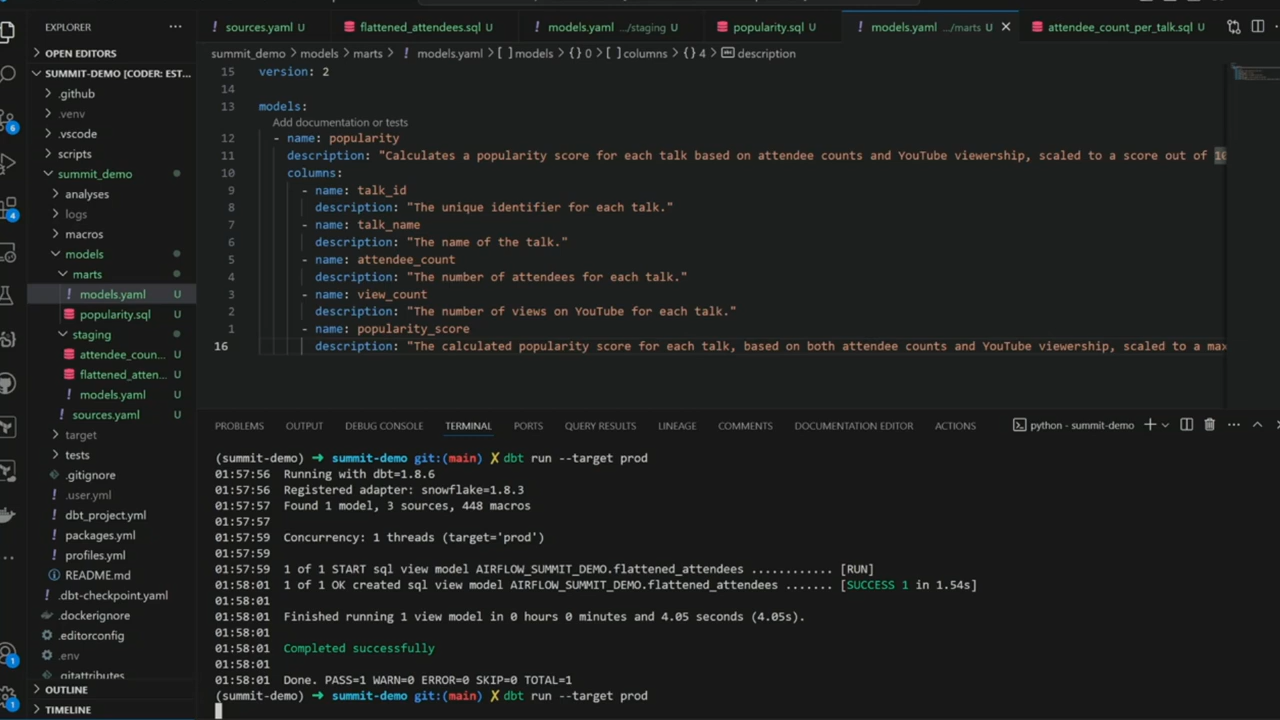 EXPLORER
OPEN EDITORS
SUMMIT-DEMO [CODER: EST...
.github
.venv
.vscode
scripts
summit_demo
analyses
logs
macros
models
marts
models.yaml U
popularity.sql U
staging
attendee_coun... U
flattened_atten... U
models.yaml U
sources.yaml U
target
tests
.gitignore
.user.yml
dbt_project.yml
packages.yml
profiles.yml
README.md
.dbt-checkpoint.yaml
.dockerignore
.editorconfig
.env
.gitattributes
OUTLINE
TIMELINE
6
4
1
1
sources.yaml U
flattened_attendees.sql U
models.yaml .../staging U
popularity.sql U
models.yaml .../marts U
attendee_count_per_talk.sql U
summit_demo > models > marts > ! models.yaml > [ ] models > {} 0 > [ ] columns > {} 4 > description
15 version: 2
14
13 models:
Add documentation or tests
12 - name: popularity
11 description: "Calculates a popularity score for each talk based on attendee counts and YouTube viewership, scaled to a score out of 10
10 columns:
9 - name: talk_id
8 description: "The unique identifier for each talk."
7 - name: talk_name
6 description: "The name of the talk."
5 - name: attendee_count
4 description: "The number of attendees for each talk."
3 - name: view_count
2 description: "The number of views on YouTube for each talk."
1 - name: popularity_score
16 description: "The calculated popularity score for each talk, based on both attendee counts and YouTube viewership, scaled to a max
PROBLEMS OUTPUT DEBUG CONSOLE TERMINAL PORTS QUERY RESULTS LINEAGE COMMENTS DOCUMENTATION EDITOR ACTIONS
python - summit-demo
(summit-demo) → summit-demo git:(main) ✗ dbt run --target prod
01:57:56 Running with dbt=1.8.6
01:57:56 Registered adapter: snowflake=1.8.3
01:57:57 Found 1 model, 3 sources, 448 macros
01:57:57
01:57:59 Concurrency: 1 threads (target='prod')
01:57:59
01:57:59 1 of 1 START sql view model AIRFLOW_SUMMIT_DEMO.flattened_attendees ............ [RUN]
01:58:01 1 of 1 OK created sql view model AIRFLOW_SUMMIT_DEMO.flattened_attendees ....... [SUCCESS 1 in 1.54s]
01:58:01
01:58:01 Finished running 1 view model in 0 hours 0 minutes and 4.05 seconds (4.05s).
01:58:01
01:58:01 Completed successfully
01:58:01
01:58:01 Done. PASS=1 WARN=0 ERROR=0 SKIP=0 TOTAL=1
(summit-demo) → summit-demo git:(main) ✗ dbt run --target prod